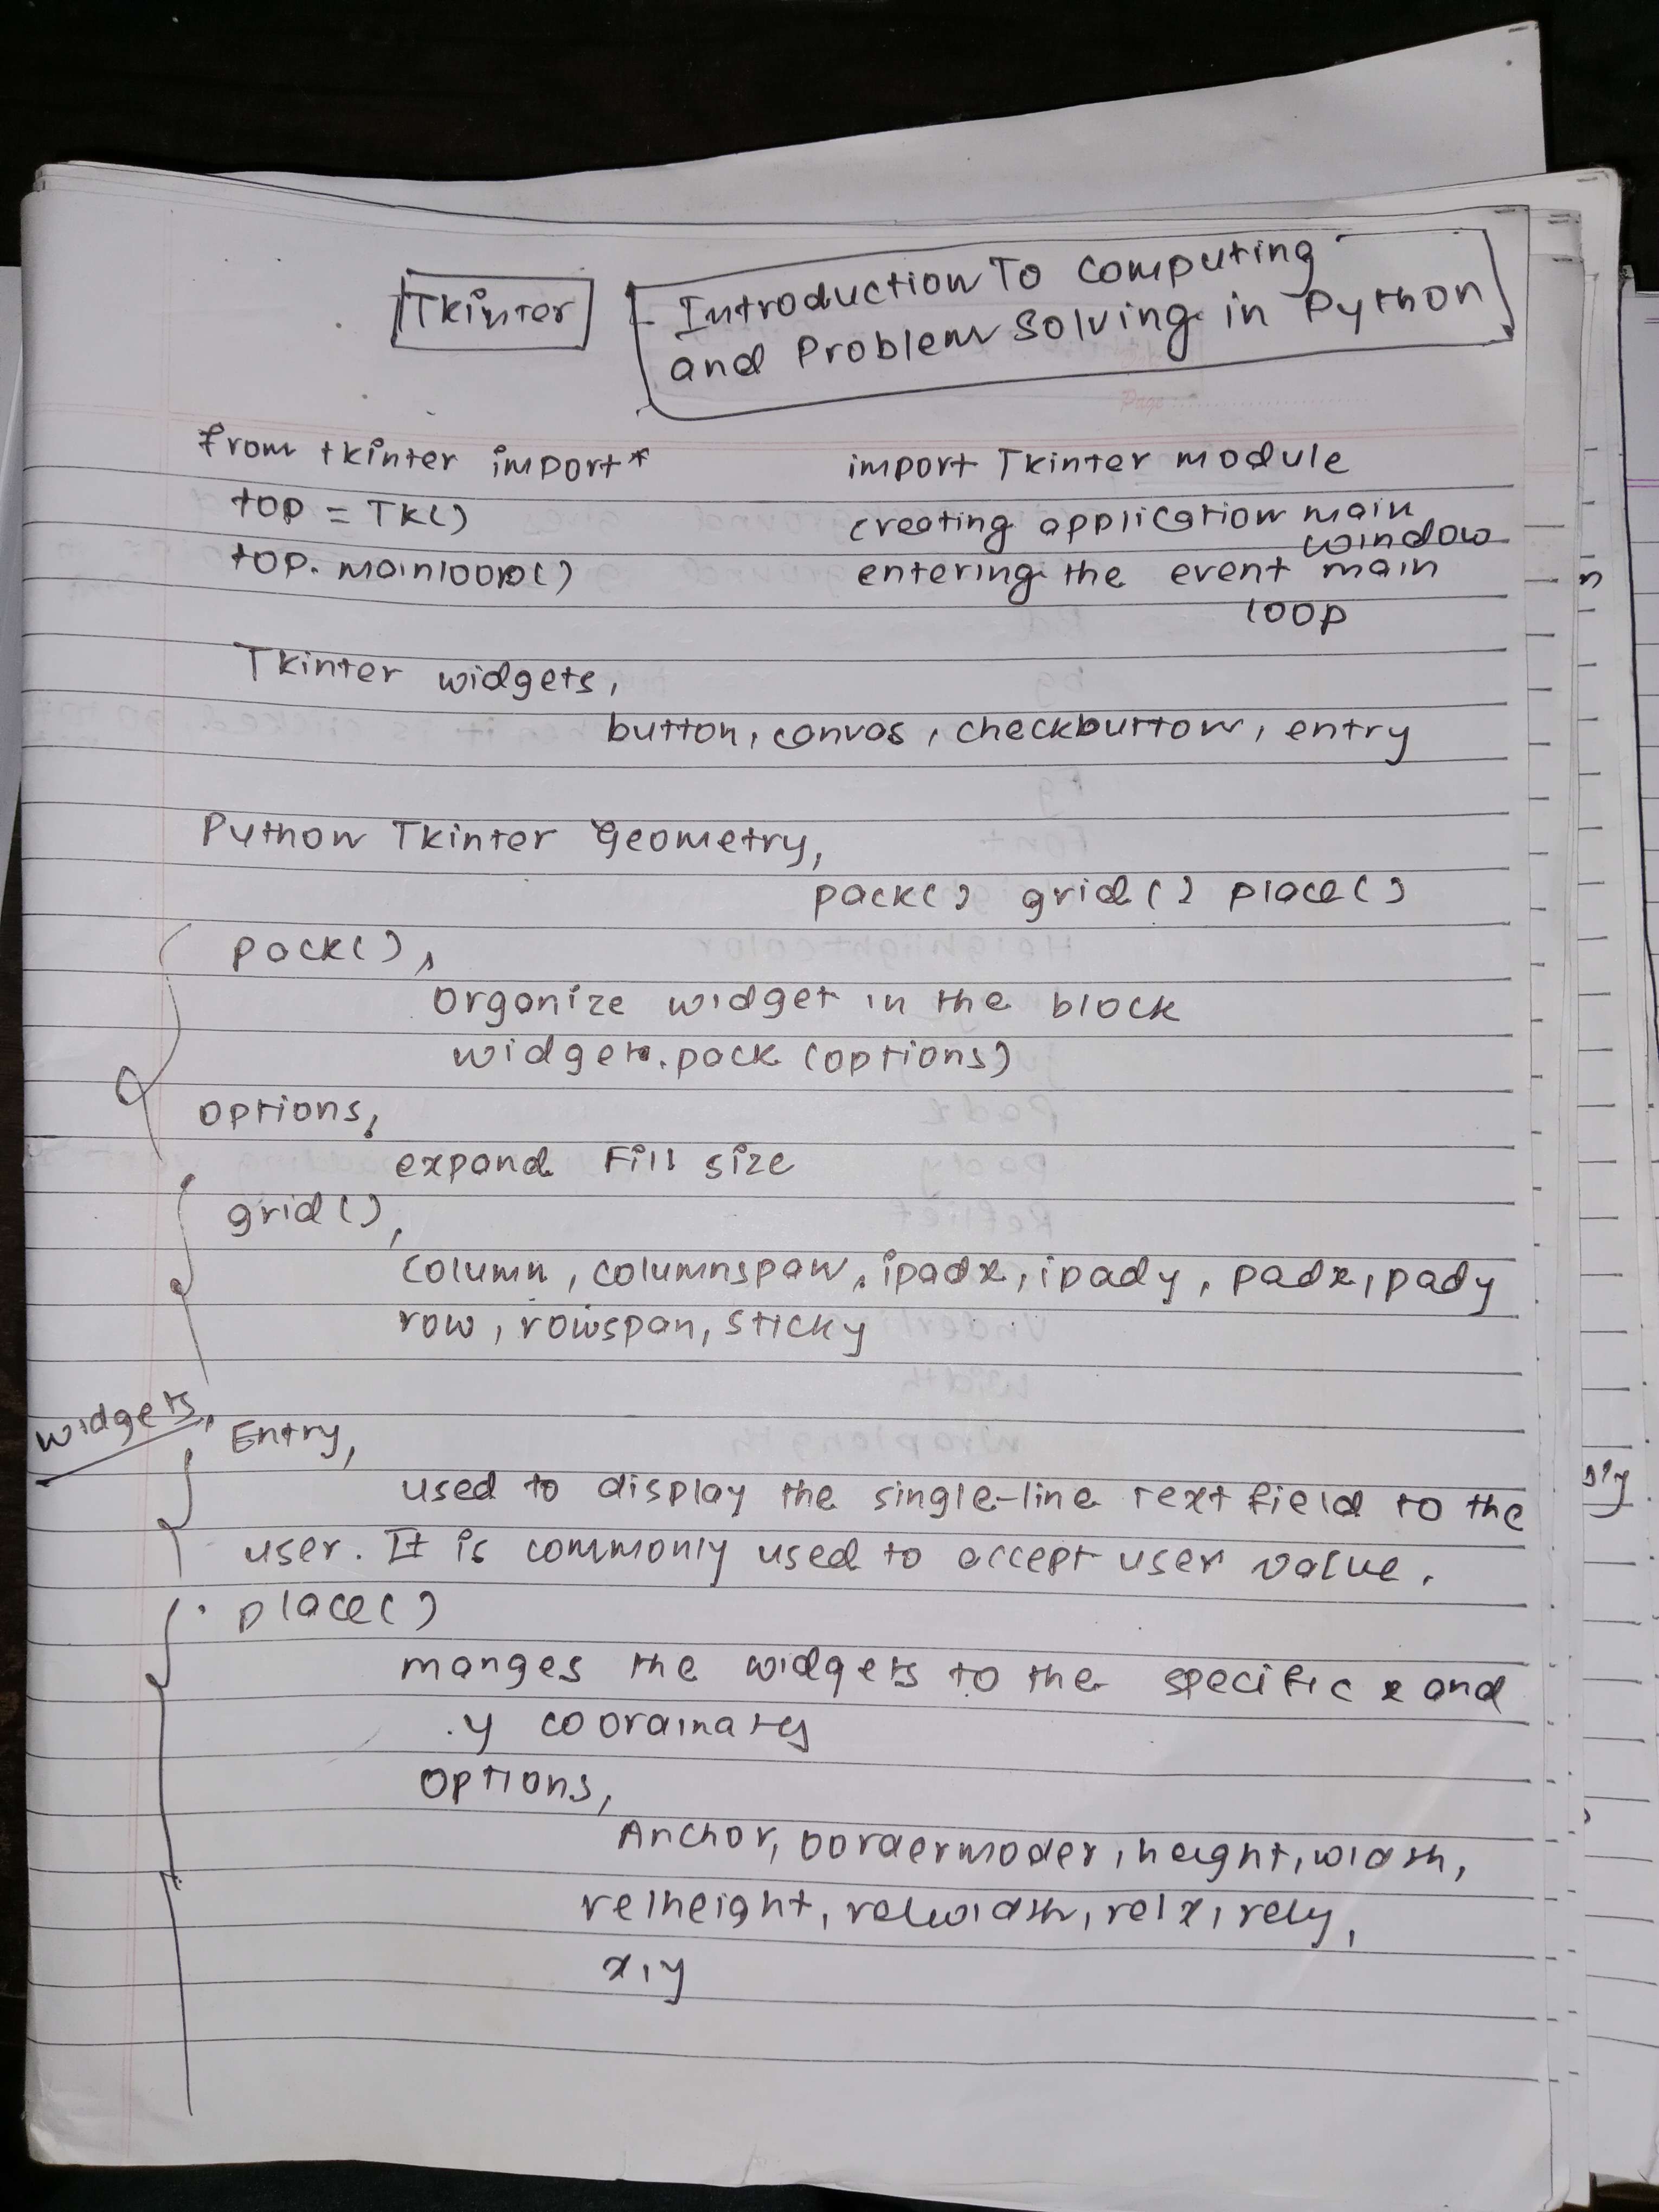 Tkinter
Introduction To Computing
and Problem Solving in Python
from tkinter import*
import Tkinter module
top = TK()
creating application main
window
top. mainloop()
entering the event main
loop
Tkinter widgets,
button, canvas, checkbutton, entry
Python Tkinter Geometry,
pack() grid() place()
pack(),
organize widget in the block
widget.pack (options)
options,
expand Fill size
grid(),
column, columnspan, ipadx, ipady, padx, pady
row, rowspan, sticky
widgets,
Entry,
used to display the single-line text field to the
user. It is commonly used to accept user value.
place()
manges the widgets to the specific x and
y coordinates
options,
Anchor, bordermoder, height, width,
relheight, relwidth, relx, rely,
x, y